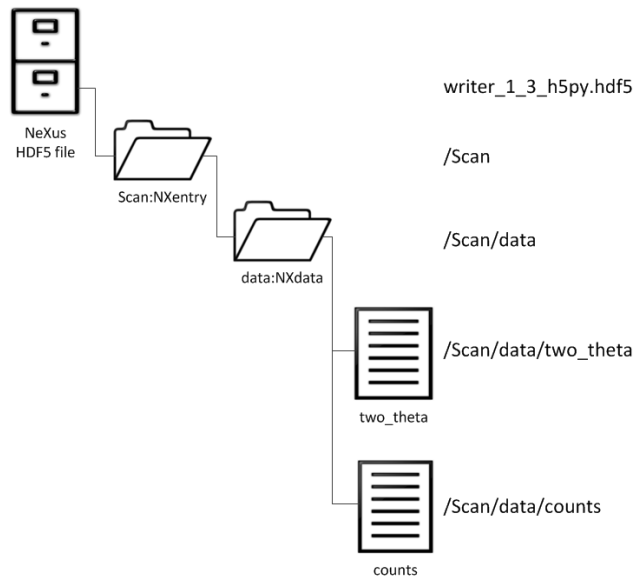 writer_1_3_h5py.hdf5
NeXus
HDF5 file
/Scan
Scan:NXentry
/Scan/data
data:NXdata
/Scan/data/two_theta
two_theta
/Scan/data/counts
counts